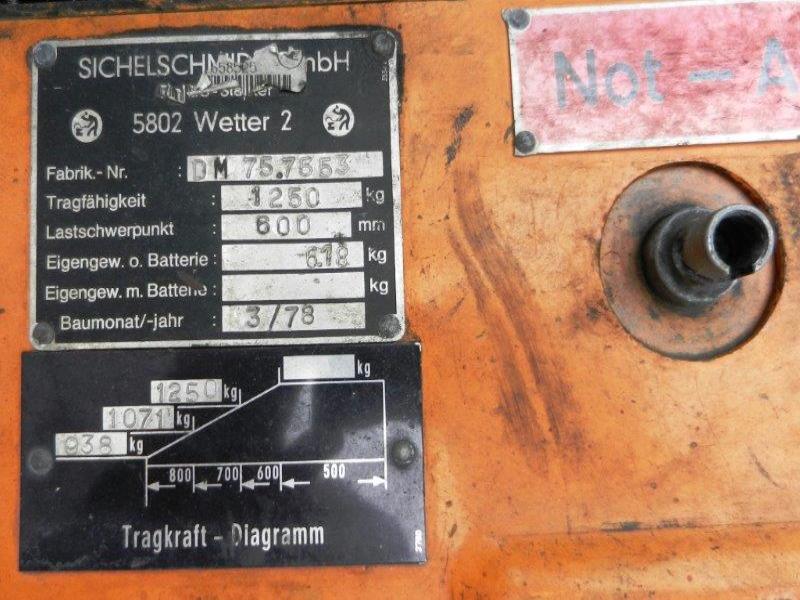 SICHELSCHMIDT GmbH
5802 Wetter 2
Fabrik.-Nr. : DM 75.7653
Tragfähigkeit : 1250 kg
Lastschwerpunkt : 600 mm
Eigengew. o. Batterie : 618 kg
Eigengew. m. Batterie : kg
Baumonat/-jahr : 3/78
Not - A
kg
1250 kg
1071 kg
938 kg
800 700 600 500
Tragkraft - Diagramm